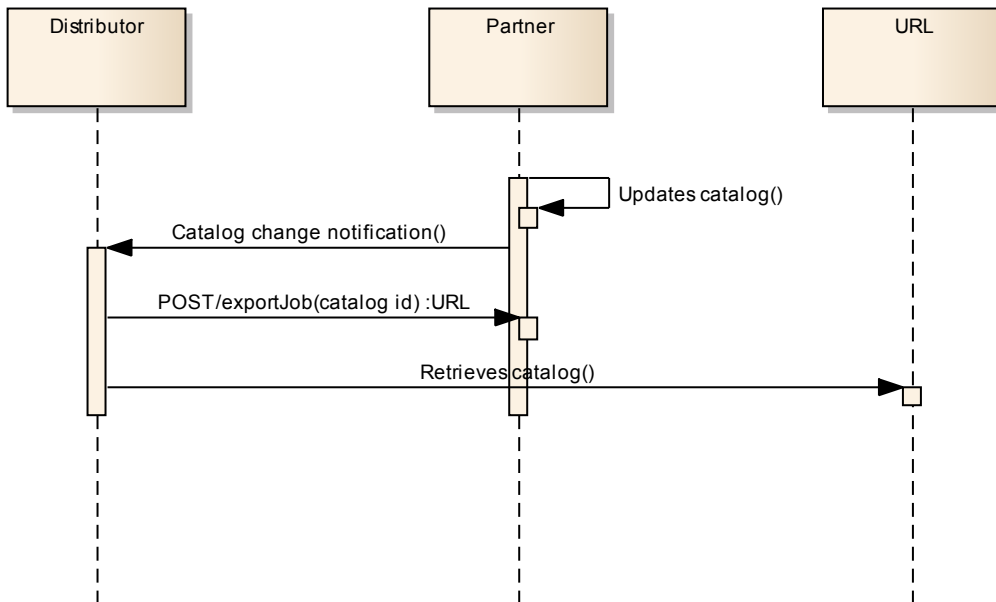 Distributor
Partner
URL
Updates catalog()
Catalog change notification()
POST/exportJob(catalog id) :URL
Retrieves catalog()